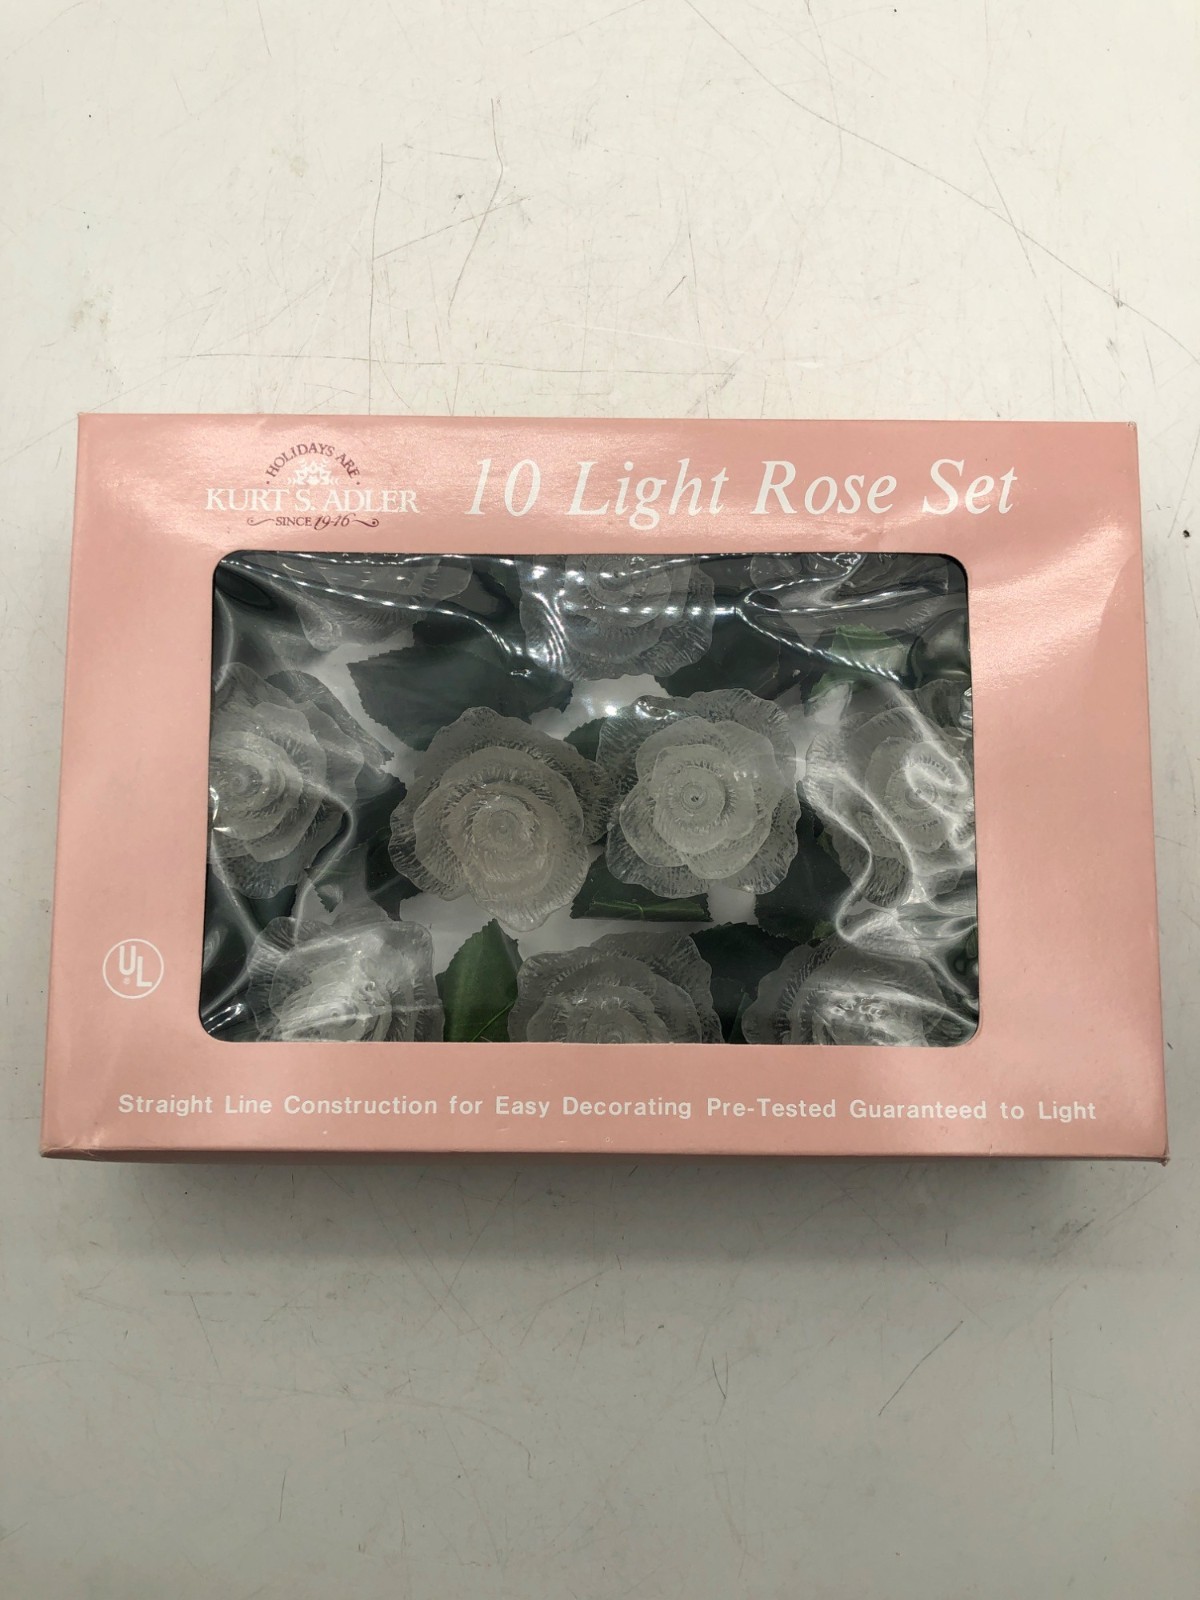 · HOLIDAYS ARE ·
KURT S. ADLER
SINCE 1946
10 Light Rose Set
UL
Straight Line Construction for Easy Decorating Pre-Tested Guaranteed to Light